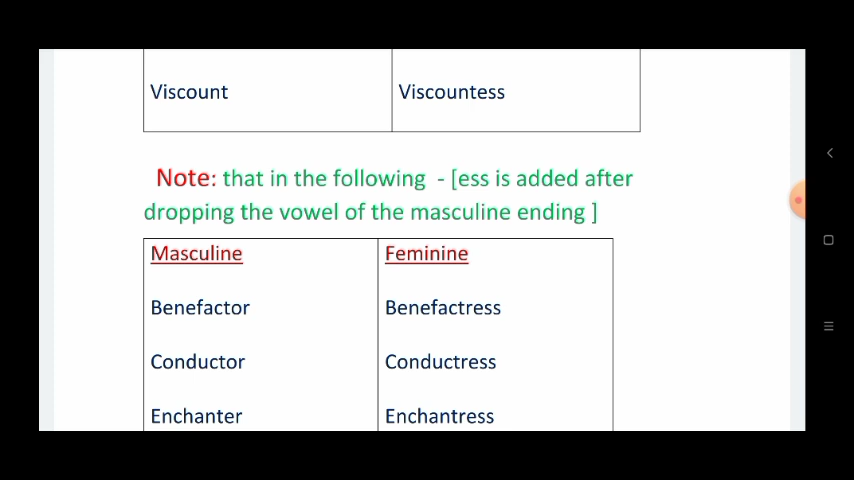 Viscount Viscountess
Note: that in the following - [ess is added after
dropping the vowel of the masculine ending ]
Masculine Feminine
Benefactor Benefactress
Conductor Conductress
Enchanter Enchantress